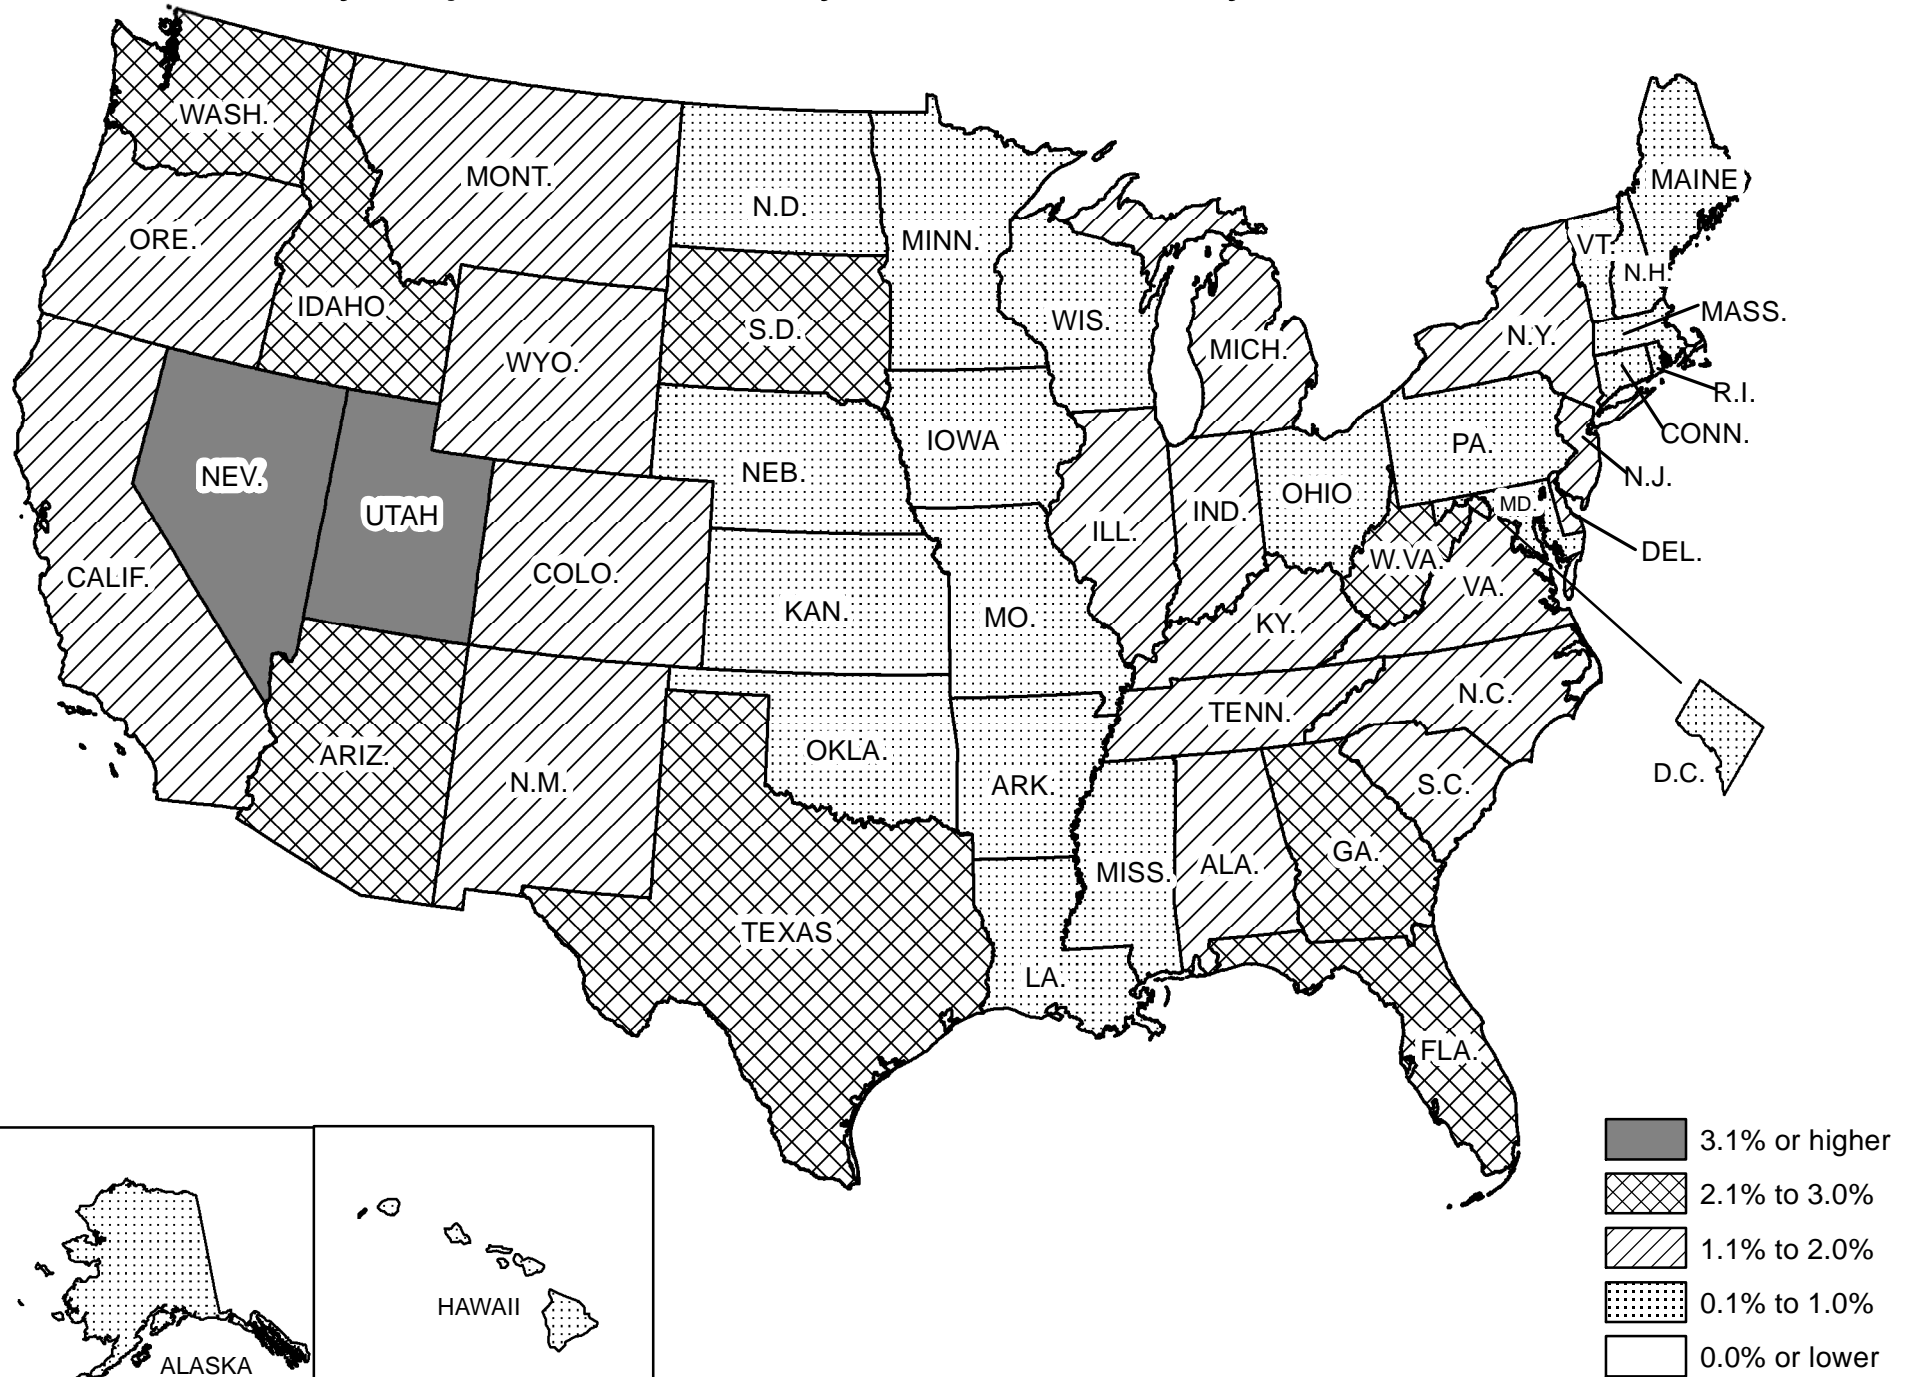 WASH.
MONT.
N.D.
MINN.
MAINE
ORE.
IDAHO
S.D.
WIS.
VT.
N.H.
MASS.
WYO.
MICH.
N.Y.
R.I.
CONN.
NEV.
UTAH
NEB.
IOWA
PA.
N.J.
OHIO
MD.
IND.
ILL.
DEL.
CALIF.
COLO.
KAN.
MO.
W.VA.
VA.
KY.
N.C.
TENN.
ARIZ.
N.M.
OKLA.
ARK.
S.C.
D.C.
MISS.
ALA.
GA.
TEXAS
LA.
FLA.
HAWAII
ALASKA
3.1% or higher
2.1% to 3.0%
1.1% to 2.0%
0.1% to 1.0%
0.0% or lower